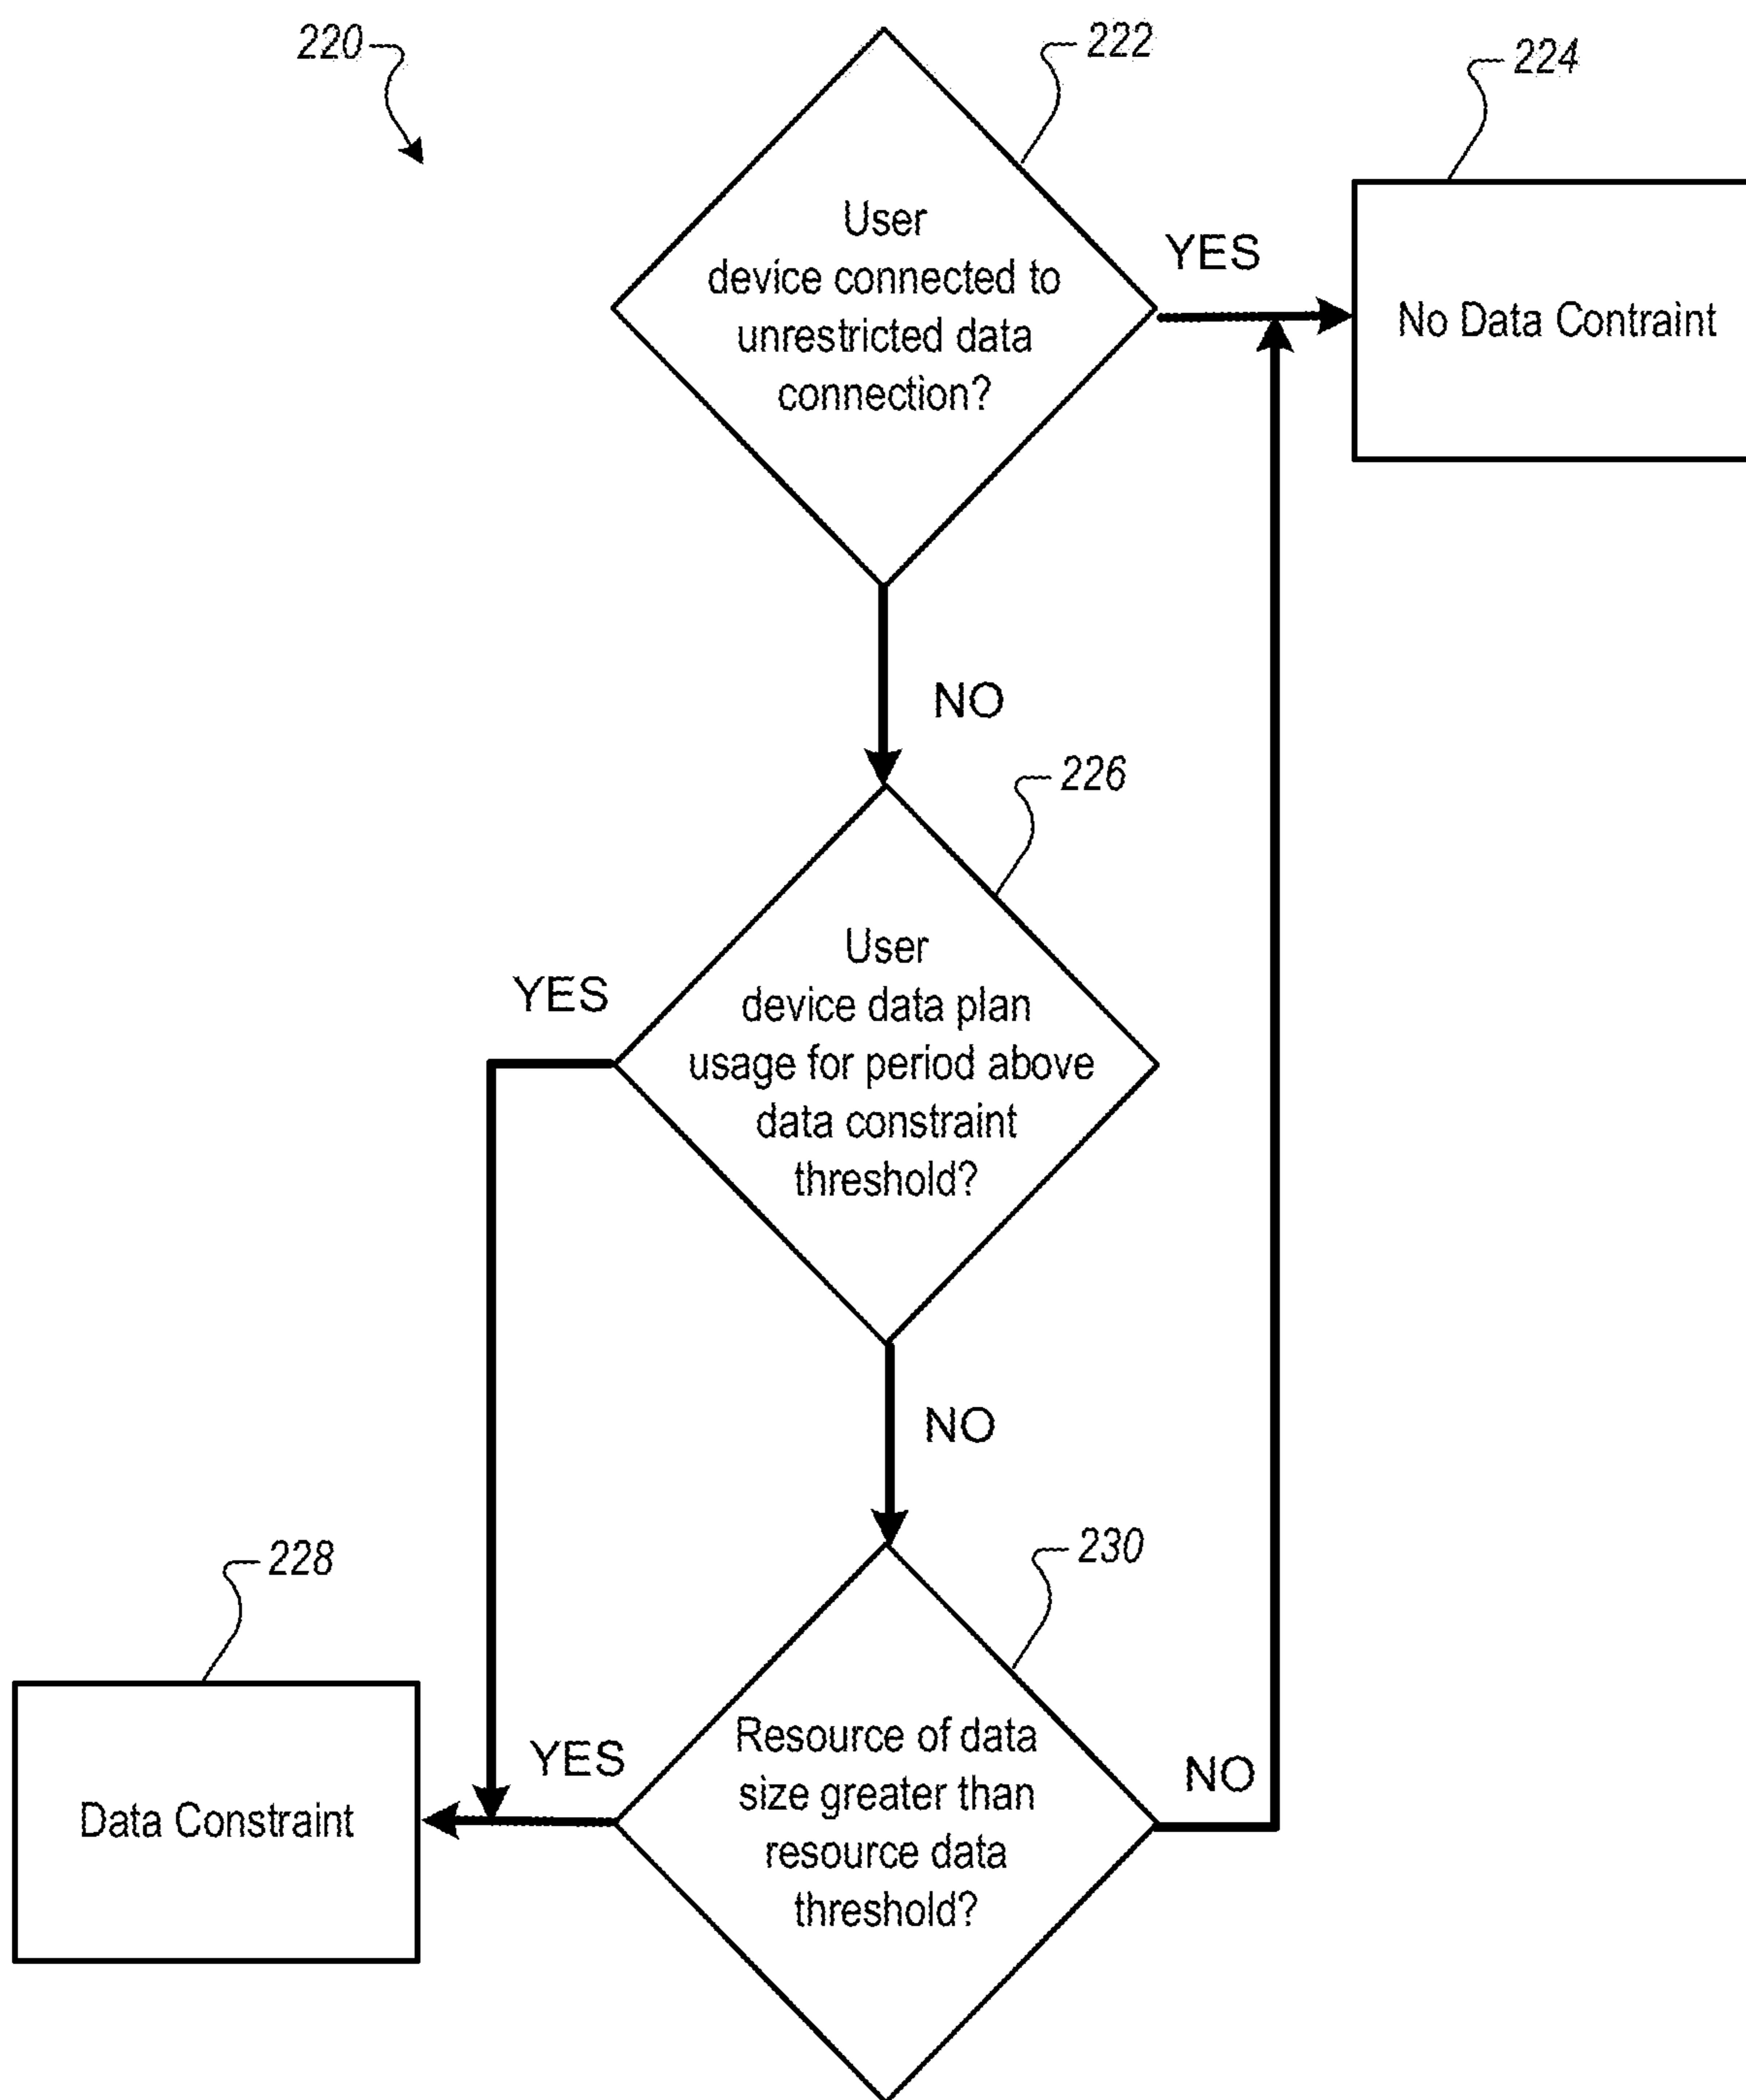 220
222
224
User
device connected to
unrestricted data
connection?
YES
No Data Contraint
NO
226
User
device data plan
usage for period above
data constraint
threshold?
YES
NO
228
230
Data Constraint
YES
Resource of data
size greater than
resource data
threshold?
NO